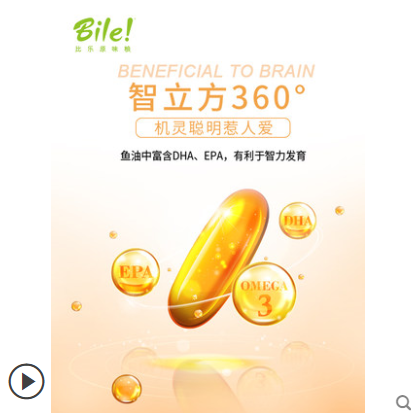 Bile!
比乐原味粮
BENEFICIAL TO BRAIN
智立方360°
机灵聪明惹人爱
鱼油中富含DHA、EPA，有利于智力发育
DHA
EPA
OMEGA
3